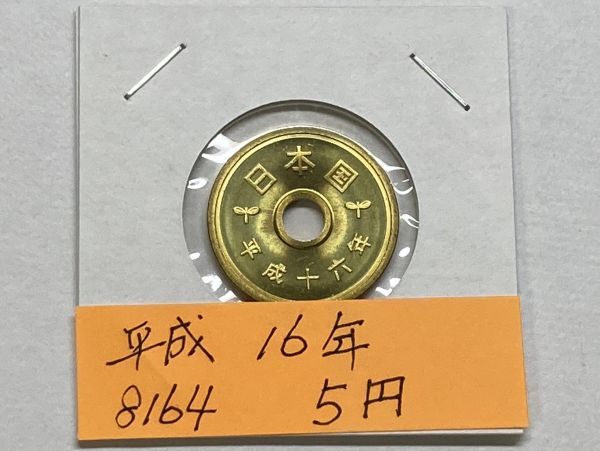 日本国
平成十六年
平成 16年
8164 5円